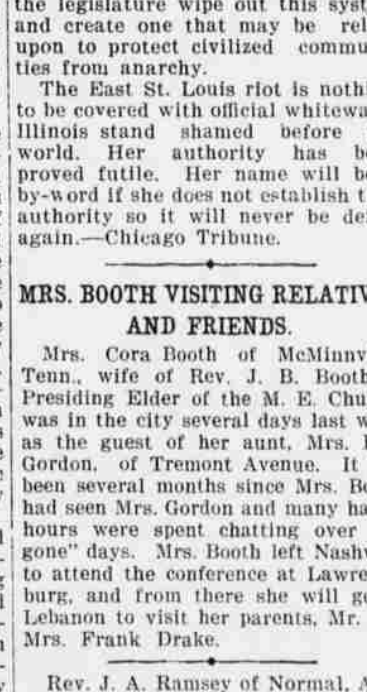 the legislature wipe out this syst
and create one that may be rel
upon to protect civilized commu
ties from anarchy.
The East St. Louis riot is nothi
to be covered with official whitewa
Illinois stand shamed before
world. Her authority has be
proved futile. Her name will be
by-word if she does not establish t
authority so it will never be de
again.—Chicago Tribune.
MRS. BOOTH VISITING RELATIV
AND FRIENDS.
Mrs. Cora Booth of McMinnv
Tenn., wife of Rev. J. B. Booth
Presiding Elder of the M. E. Chu
was in the city several days last w
as the guest of her aunt, Mrs. 
Gordon, of Tremont Avenue. It
been several months since Mrs. Bo
had seen Mrs. Gordon and many ha
hours were spent chatting over
gone" days. Mrs. Booth left Nashv
to attend the conference at Lawre
burg, and from there she will go
Lebanon to visit her parents, Mr.
Mrs. Frank Drake.
Rev. J. A. Ramsey of Normal, A